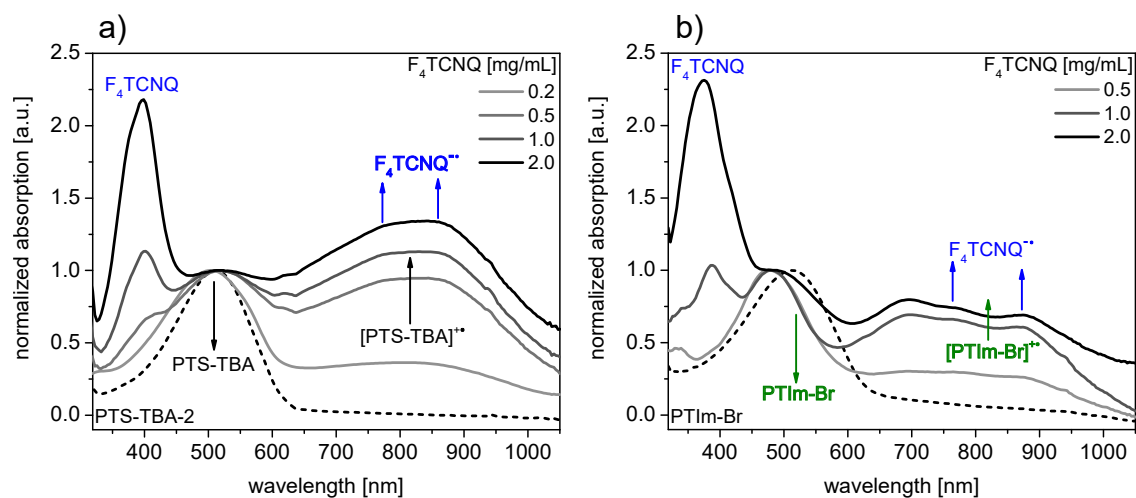 a)
F₄TCNQ [mg/mL]
0.2
0.5
1.0
2.0
F₄TCNQ
F₄TCNQ⁻•
[PTS-TBA]⁺•
PTS-TBA
PTS-TBA-2
normalized absorption [a.u.]
2.5
2.0
1.5
1.0
0.5
0.0
400 500 600 700 800 900 1000
wavelength [nm]
b)
F₄TCNQ [mg/mL]
0.5
1.0
2.0
F₄TCNQ
F₄TCNQ⁻•
[PTIm-Br]⁺•
PTIm-Br
PTIm-Br
normalized absorption [a.u.]
2.5
2.0
1.5
1.0
0.5
0.0
400 500 600 700 800 900 1000
wavelength [nm]